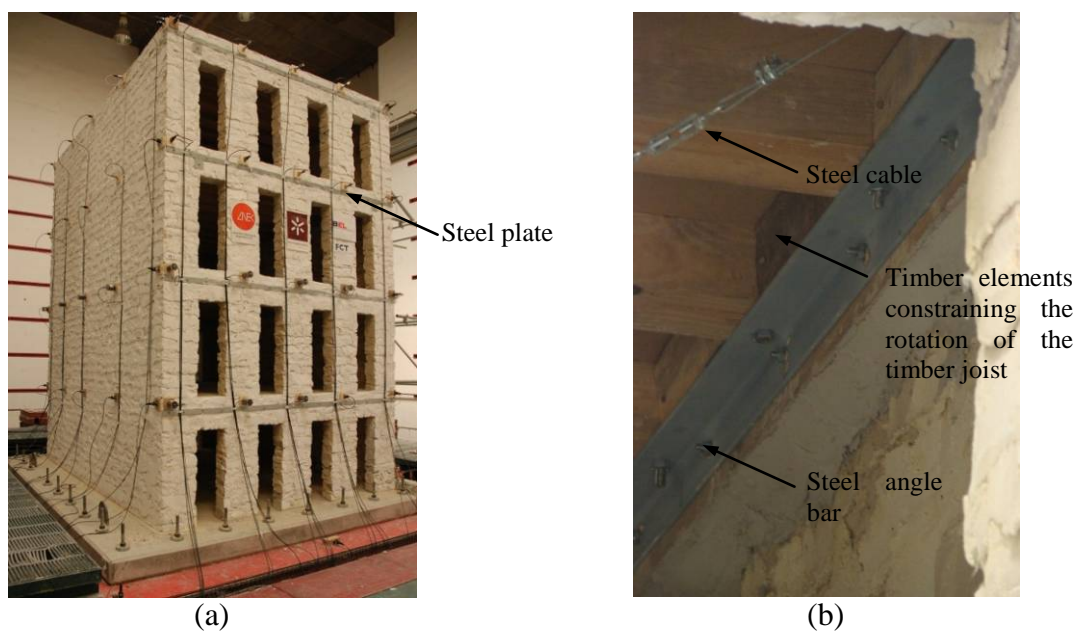 LNEC
FCT
Steel plate
Steel cable
Timber elements
constraining the
rotation of the
timber joist
Steel angle
bar
(a)
(b)